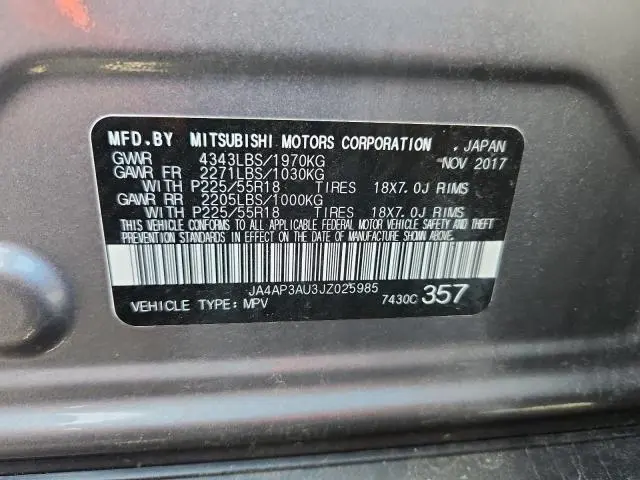 MFD.BY MITSUBISHI MOTORS CORPORATION . JAPAN
GVWR 4343LBS/1970KG NOV 2017
GAWR FR 2271LBS/1030KG
WITH P225/55R18 TIRES 18X7.0J RIMS
GAWR RR 2205LBS/1000KG
WITH P225/55R18 TIRES 18X7.0J RIMS
THIS VEHICLE CONFORMS TO ALL APPLICABLE FEDERAL MOTOR VEHICLE SAFETY AND THEFT
PREVENTION STANDARDS IN EFFECT ON THE DATE OF MANUFACTURE SHOWN ABOVE.
JA4AP3AU3JZ025985
VEHICLE TYPE: MPV 7430C 357